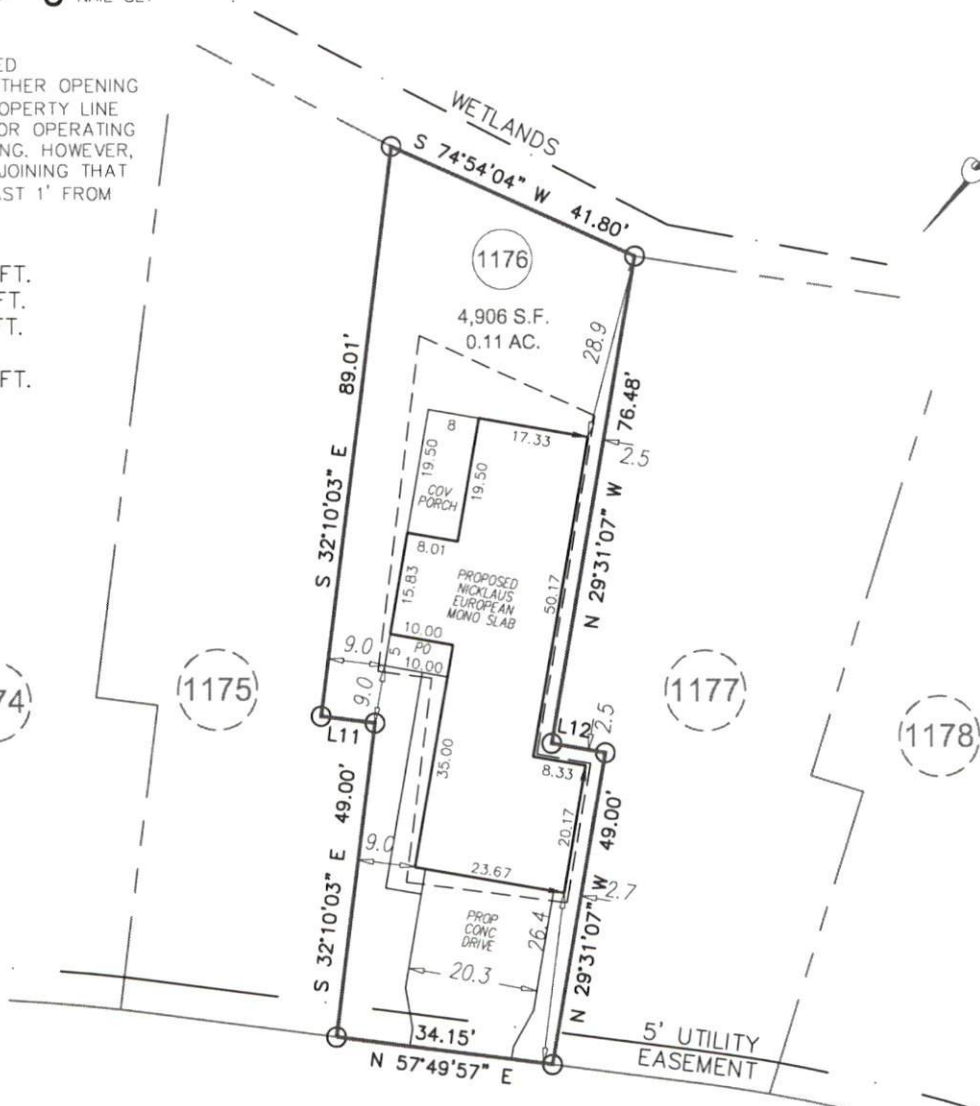 ED
THER OPENING
OPERTY LINE
OR OPERATING
NG. HOWEVER,
JOINING THAT
AST 1' FROM
FT.
FT.
FT.
FT.
WETLANDS
S 74°54'04" W 41.80'
1176
4,906 S.F.
0.11 AC.
28.9
S 32°10'03" E 89.01'
N 29°31'07" W 76.48'
2.5
8
17.33
19.50
19.50
COV
PORCH
8.01
15.83
PROPOSED
NICKLAUS
EUROPEAN
MONO SLAB
50.17
10.00
5
PO
10.00
9.0
9.0
74
1175
1177
1178
L11
L12
2.5
8.33
35.00
20.17
S 32°10'03" E 49.00'
N 29°31'07" W 49.00'
9.0
23.67
2.7
PROP
CONC
DRIVE
26.4
20.3
34.15'
N 57°49'57" E
5' UTILITY
EASEMENT